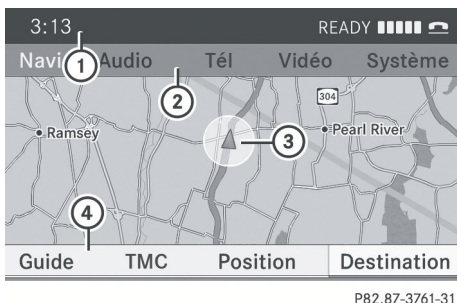 3:13 READY
Navi Audio Tél Vidéo Système
1
2
304
Ramsey
Pearl River
3
4
Guide TMC Position Destination
P82.87-3761-31